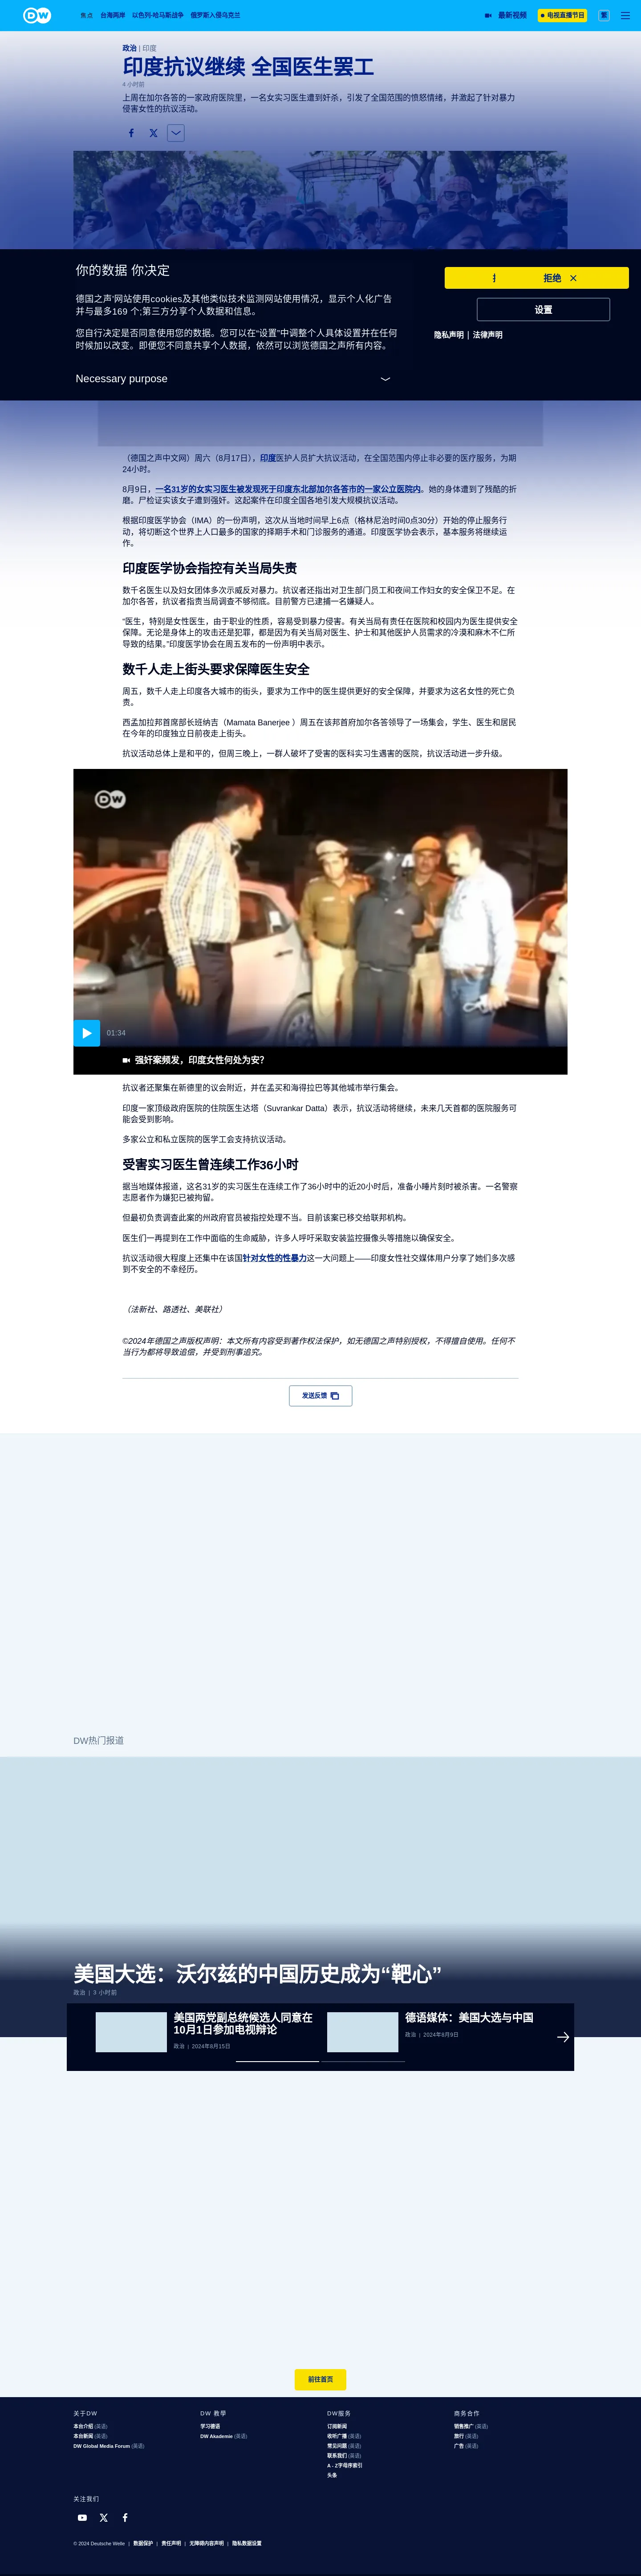 DW
焦点 台海两岸 以色列-哈马斯战争 俄罗斯入侵乌克兰 最新视频 电视直播节目 繁
政治 | 印度
印度抗议继续 全国医生罢工
4 小时前
上周在加尔各答的一家政府医院里，一名女实习医生遭到奸杀，引发了全国范围的愤怒情绪，并激起了针对暴力
侵害女性的抗议活动。
你的数据 你决定
拒绝
德国之声'网站使用cookies及其他类似技术监测网站使用情况，显示个人化广告
并与最多169 个;第三方分享个人数据和信息。
设置
您自行决定是否同意使用您的数据。您可以在"设置"中调整个人具体设置并在任何
时候加以改变。即便您不同意共享个人数据，依然可以浏览德国之声所有内容。
隐私声明 | 法律声明
Necessary purpose
（德国之声中文网）周六（8月17日），印度医护人员扩大抗议活动，在全国范围内停止非必要的医疗服务，为期
24小时。
8月9日，一名31岁的女实习医生被发现死于印度东北部加尔各答市的一家公立医院内。她的身体遭到了残酷的折
磨。尸检证实该女子遭到强奸。这起案件在印度全国各地引发大规模抗议活动。
根据印度医学协会（IMA）的一份声明，这次从当地时间早上6点（格林尼治时间0点30分）开始的停止服务行
动，将切断这个世界上人口最多的国家的择期手术和门诊服务的通道。印度医学协会表示，基本服务将继续运
作。
印度医学协会指控有关当局失责
数千名医生以及妇女团体多次示威反对暴力。抗议者还指出对卫生部门员工和夜间工作妇女的安全保卫不足。在
加尔各答，抗议者指责当局调查不够彻底。目前警方已逮捕一名嫌疑人。
“医生，特别是女性医生，由于职业的性质，容易受到暴力侵害。有关当局有责任在医院和校园内为医生提供安全
保障。无论是身体上的攻击还是犯罪，都是因为有关当局对医生、护士和其他医护人员需求的冷漠和麻木不仁所
导致的结果。”印度医学协会在周五发布的一份声明中表示。
数千人走上街头要求保障医生安全
周五，数千人走上印度各大城市的街头，要求为工作中的医生提供更好的安全保障，并要求为这名女性的死亡负
责。
西孟加拉邦首席部长班纳吉（Mamata Banerjee ）周五在该邦首府加尔各答领导了一场集会，学生、医生和居民
在今年的印度独立日前夜走上街头。
抗议活动总体上是和平的，但周三晚上，一群人破坏了受害的医科实习生遇害的医院，抗议活动进一步升级。
DW
01:34
强奸案频发，印度女性何处为安？
抗议者还聚集在新德里的议会附近，并在孟买和海得拉巴等其他城市举行集会。
印度一家顶级政府医院的住院医生达塔（Suvrankar Datta）表示，抗议活动将继续，未来几天首都的医院服务可
能会受到影响。
多家公立和私立医院的医学工会支持抗议活动。
受害实习医生曾连续工作36小时
据当地媒体报道，这名31岁的实习医生在连续工作了36小时中的近20小时后，准备小睡片刻时被杀害。一名警察
志愿者作为嫌犯已被拘留。
但最初负责调查此案的州政府官员被指控处理不当。目前该案已移交给联邦机构。
医生们一再提到在工作中面临的生命威胁，许多人呼吁采取安装监控摄像头等措施以确保安全。
抗议活动很大程度上还集中在该国针对女性的性暴力这一大问题上——印度女性社交媒体用户分享了她们多次感
到不安全的不幸经历。
（法新社、路透社、美联社）
©2024年德国之声版权声明：本文所有内容受到著作权法保护，如无德国之声特别授权，不得擅自使用。任何不
当行为都将导致追偿，并受到刑事追究。
发送反馈
DW热门报道
美国大选：沃尔兹的中国历史成为“靶心”
政治 | 3 小时前
美国两党副总统候选人同意在
10月1日参加电视辩论
政治 | 2024年8月15日
德语媒体：美国大选与中国
政治 | 2024年8月9日
前往首页
关于DW
本台介绍 (英语)
本台新闻 (英语)
DW Global Media Forum (英语)
DW 教学
学习德语
DW Akademie (英语)
DW服务
订阅新闻
收听广播 (英语)
常见问题 (英语)
联系我们 (英语)
A - Z字母序索引
头条
商务合作
销售推广 (英语)
旅行 (英语)
广告 (英语)
关注我们
© 2024 Deutsche Welle | 数据保护 | 责任声明 | 无障碍内容声明 | 隐私数据设置